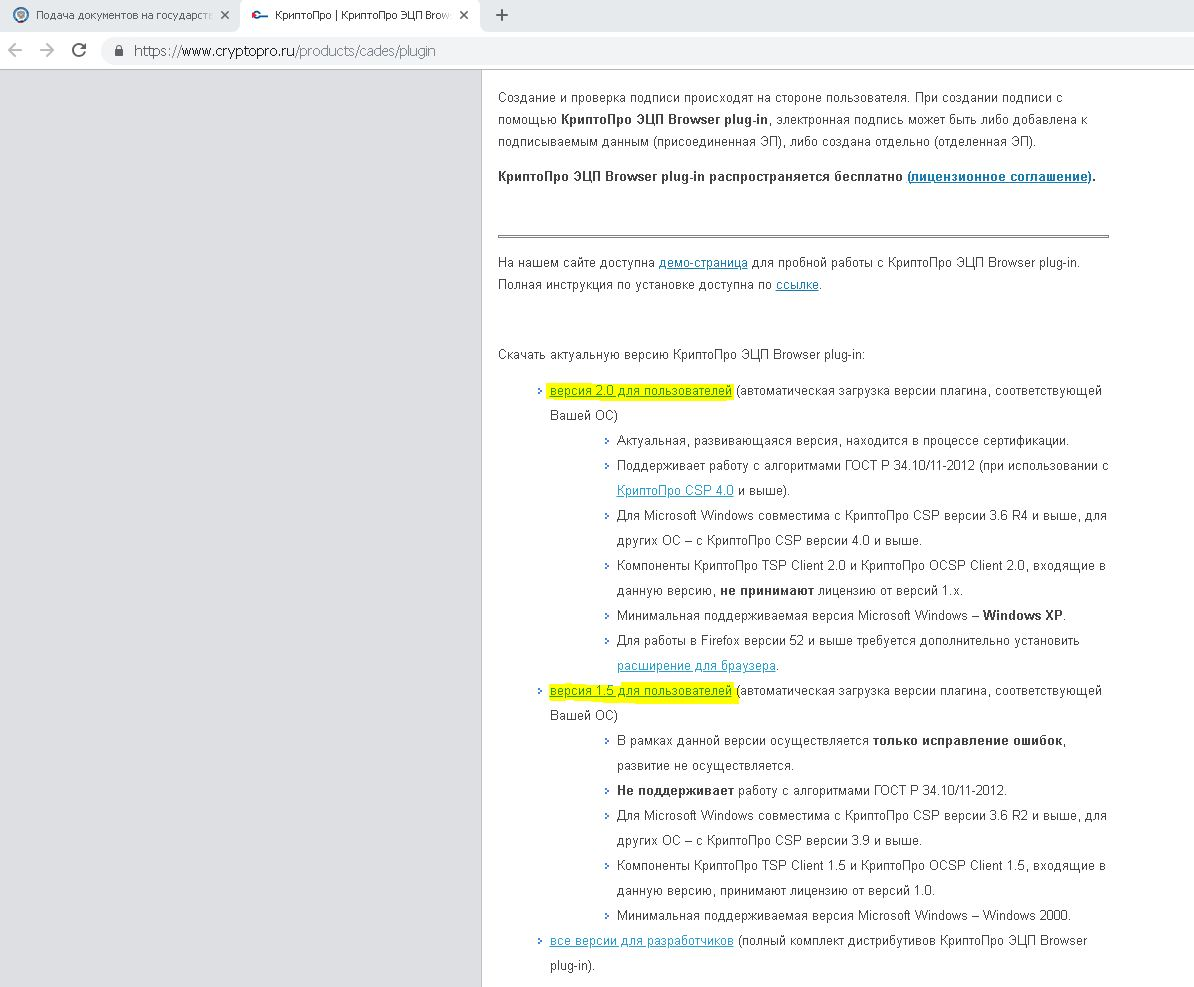 Подача документов на государств
КриптоПро | КриптоПро ЭЦП Brow
https://www.cryptopro.ru/products/cades/plugin
Создание и проверка подписи происходят на стороне пользователя. При создании подписи с
помощью КриптоПро ЭЦП Browser plug-in, электронная подпись может быть либо добавлена к
подписываемым данным (присоединенная ЭП), либо создана отдельно (отделенная ЭП).
КриптоПро ЭЦП Browser plug-in распространяется бесплатно (лицензионное соглашение).
На нашем сайте доступна демо-страница для пробной работы с КриптоПро ЭЦП Browser plug-in.
Полная инструкция по установке доступна по ссылке.
Скачать актуальную версию КриптоПро ЭЦП Browser plug-in:
версия 2.0 для пользователей (автоматическая загрузка версии плагина, соответствующей
Вашей ОС)
Актуальная, развивающаяся версия, находится в процессе сертификации.
Поддерживает работу с алгоритмами ГОСТ Р 34.10/11-2012 (при использовании с
КриптоПро CSP 4.0 и выше).
Для Microsoft Windows совместима с КриптоПро CSP версии 3.6 R4 и выше, для
других ОС – с КриптоПро CSP версии 4.0 и выше.
Компоненты КриптоПро TSP Client 2.0 и КриптоПро OCSP Client 2.0, входящие в
данную версию, не принимают лицензию от версий 1.x.
Минимальная поддерживаемая версия Microsoft Windows – Windows XP.
Для работы в Firefox версии 52 и выше требуется дополнительно установить
расширение для браузера.
версия 1.5 для пользователей (автоматическая загрузка версии плагина, соответствующей
Вашей ОС)
В рамках данной версии осуществляется только исправление ошибок,
развитие не осуществляется.
Не поддерживает работу с алгоритмами ГОСТ Р 34.10/11-2012.
Для Microsoft Windows совместима с КриптоПро CSP версии 3.6 R2 и выше, для
других ОС – с КриптоПро CSP версии 3.9 и выше.
Компоненты КриптоПро TSP Client 1.5 и КриптоПро OCSP Client 1.5, входящие в
данную версию, принимают лицензию от версий 1.0.
Минимальная поддерживаемая версия Microsoft Windows – Windows 2000.
все версии для разработчиков (полный комплект дистрибутивов КриптоПро ЭЦП Browser
plug-in).